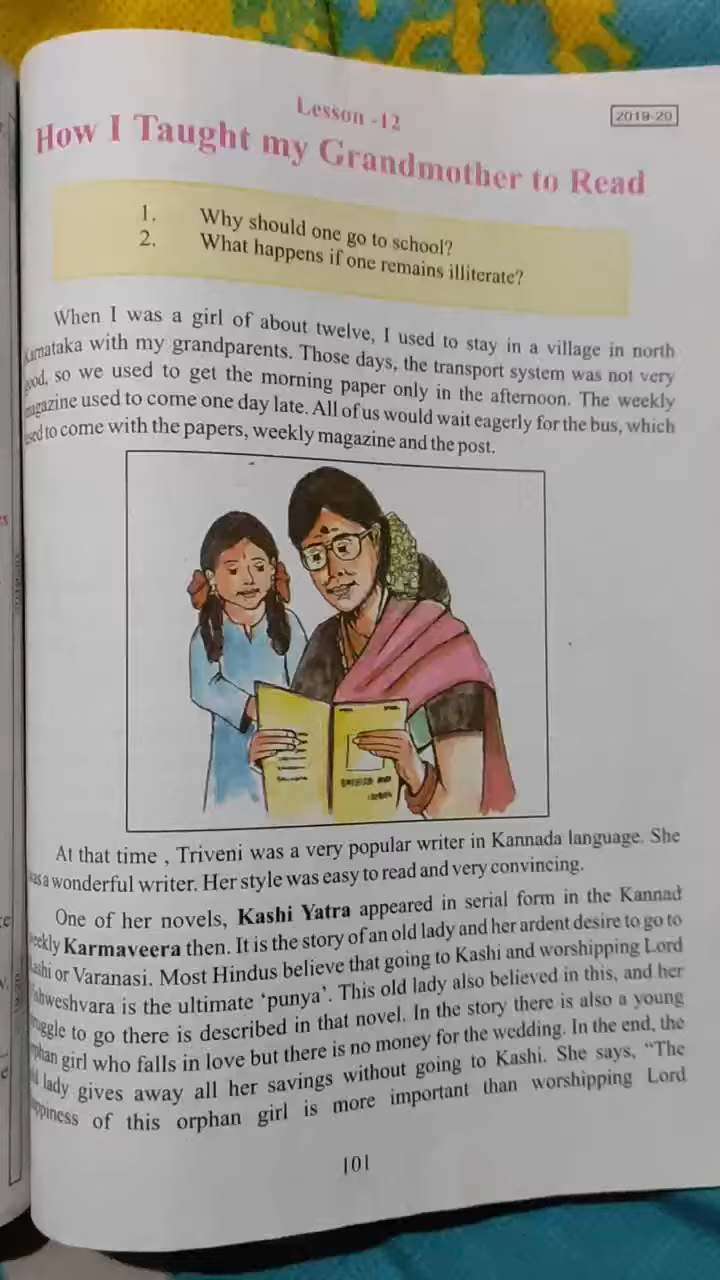 Lesson -12
2019-20
How I Taught my Grandmother to Read
1. Why should one go to school?
2. What happens if one remains illiterate?
When I was a girl of about twelve, I used to stay in a village in north
with my grandparents. Those days, the transport system was not very
so we used to get the morning paper only in the afternoon. The weekly
magazine used to come one day late. All of us would wait eagerly for the bus, which
to come with the papers, weekly magazine and the post.
At that time , Triveni was a very popular writer in Kannada language. She
a wonderful writer. Her style was easy to read and very convincing.
One of her novels, Kashi Yatra appeared in serial form in the Kannad
Karmaveera then. It is the story of an old lady and her ardent desire to go to
or Varanasi. Most Hindus believe that going to Kashi and worshipping Lord
is the ultimate ‘punya’. This old lady also believed in this, and her
to go there is described in that novel. In the story there is also a young
girl who falls in love but there is no money for the wedding. In the end, the
lady gives away all her savings without going to Kashi. She says, “The
of this orphan girl is more important than worshipping Lord
101